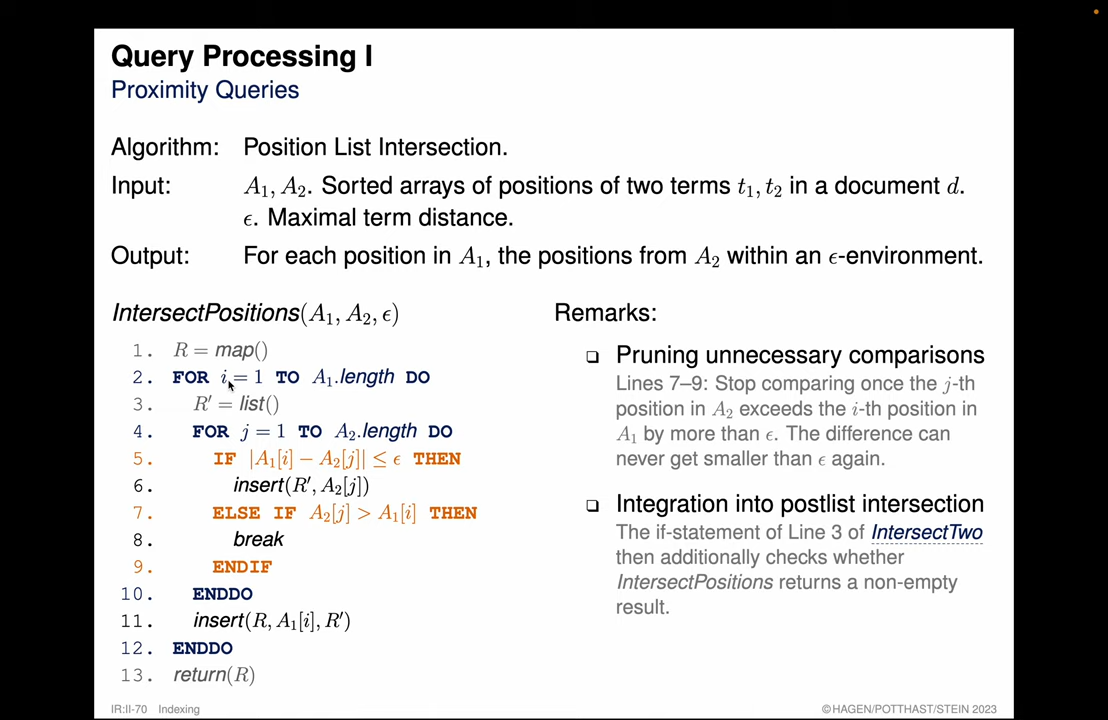 Query Processing I
Proximity Queries
Algorithm: Position List Intersection.
Input: A₁, A₂. Sorted arrays of positions of two terms t₁, t₂ in a document d.
ϵ. Maximal term distance.
Output: For each position in A₁, the positions from A₂ within an ϵ-environment.
IntersectPositions(A₁, A₂, ϵ)
1. R = map()
2. FOR i = 1 TO A₁.length DO
3. R′ = list()
4. FOR j = 1 TO A₂.length DO
5. IF |A₁[i] − A₂[j]| ≤ ϵ THEN
6. insert(R′, A₂[j])
7. ELSE IF A₂[j] > A₁[i] THEN
8. break
9. ENDIF
10. ENDDO
11. insert(R, A₁[i], R′)
12. ENDDO
13. return(R)
Remarks:
❑ Pruning unnecessary comparisons
Lines 7–9: Stop comparing once the j-th
position in A₂ exceeds the i-th position in
A₁ by more than ϵ. The difference can
never get smaller than ϵ again.
❑ Integration into postlist intersection
The if-statement of Line 3 of IntersectTwo
then additionally checks whether
IntersectPositions returns a non-empty
result.
IR:II-70 Indexing
©HAGEN/POTTHAST/STEIN 2023